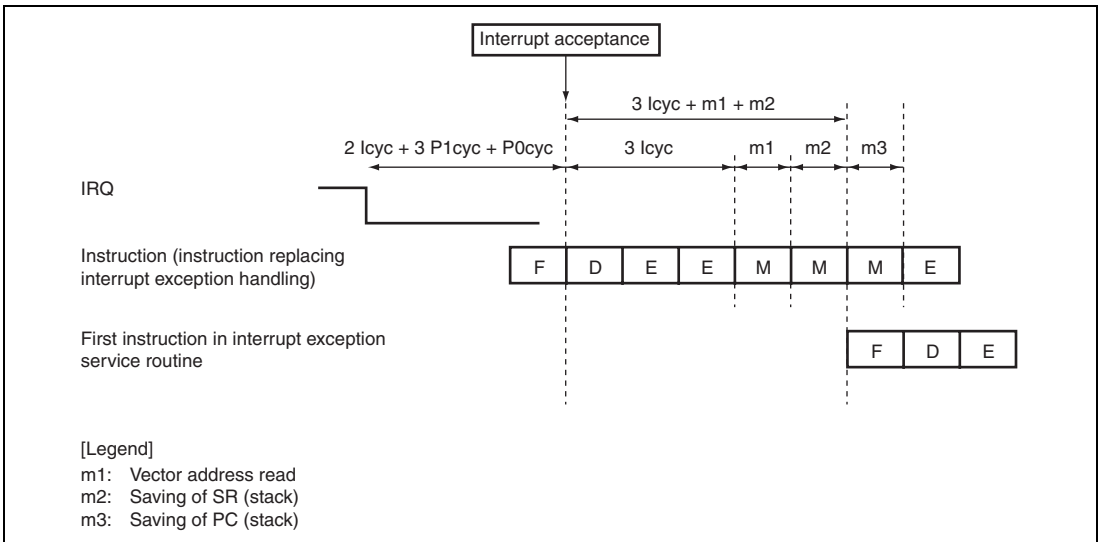 Interrupt acceptance
3 Icyc + m1 + m2
2 Icyc + 3 P1cyc + P0cyc
3 Icyc
m1
m2
m3
IRQ
Instruction (instruction replacing
interrupt exception handling)
F D E E M M M E
First instruction in interrupt exception
service routine
F D E
[Legend]
m1: Vector address read
m2: Saving of SR (stack)
m3: Saving of PC (stack)